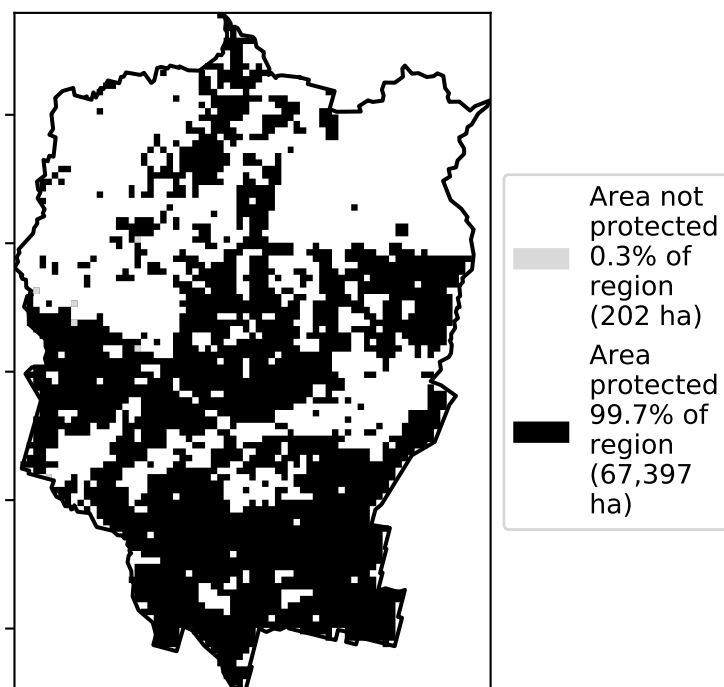 Area not
protected
0.3% of
region
(202 ha)
Area
protected
99.7% of
region
(67,397
ha)